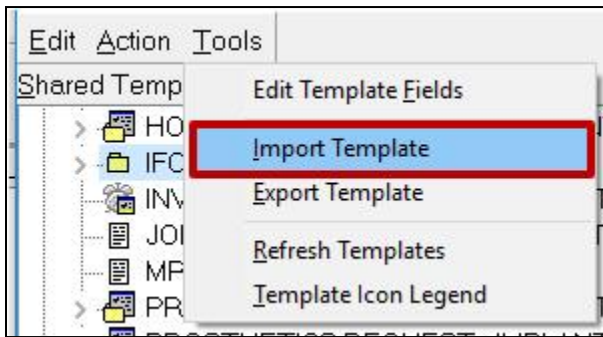 Edit Action Tools
Shared Temp
Edit Template Fields
HO
Import Template
IFC
Export Template
INV
JOI
Refresh Templates
MP
Template Icon Legend
PR